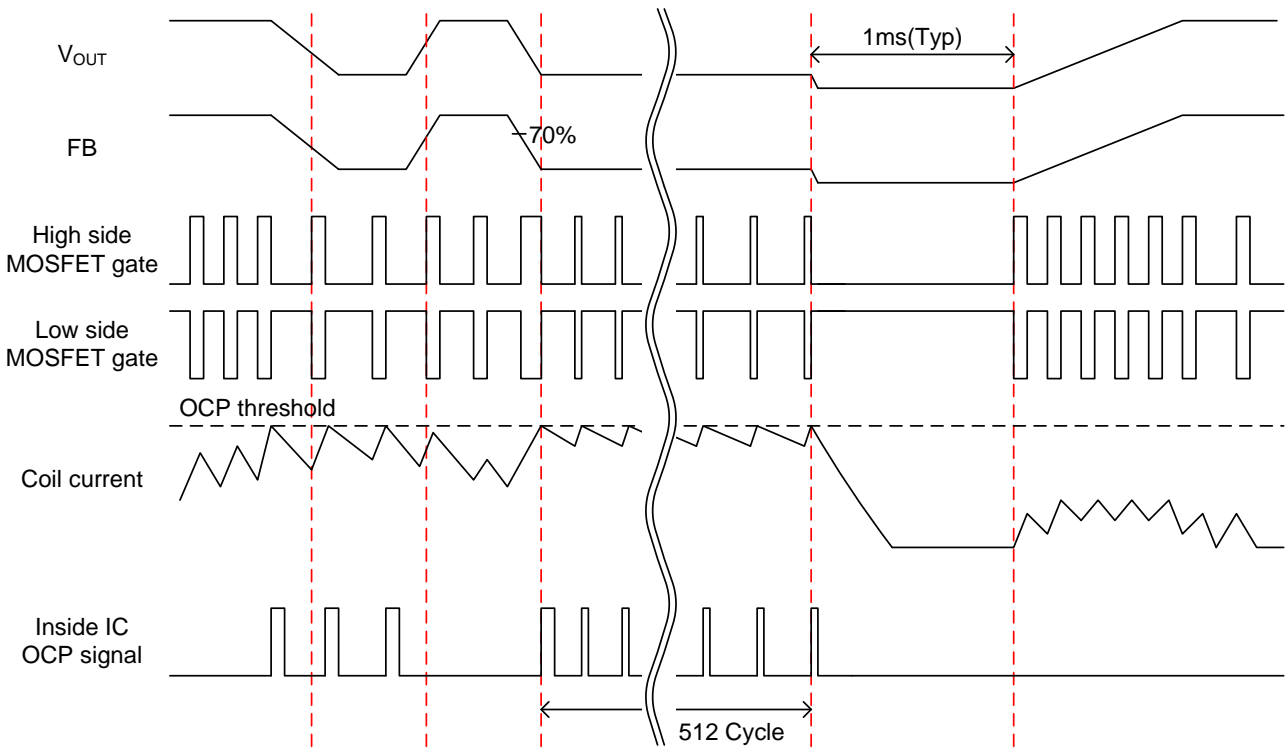 VOUT
1ms(Typ)
FB
70%
High side
MOSFET gate
Low side
MOSFET gate
OCP threshold
Coil current
Inside IC
OCP signal
512 Cycle